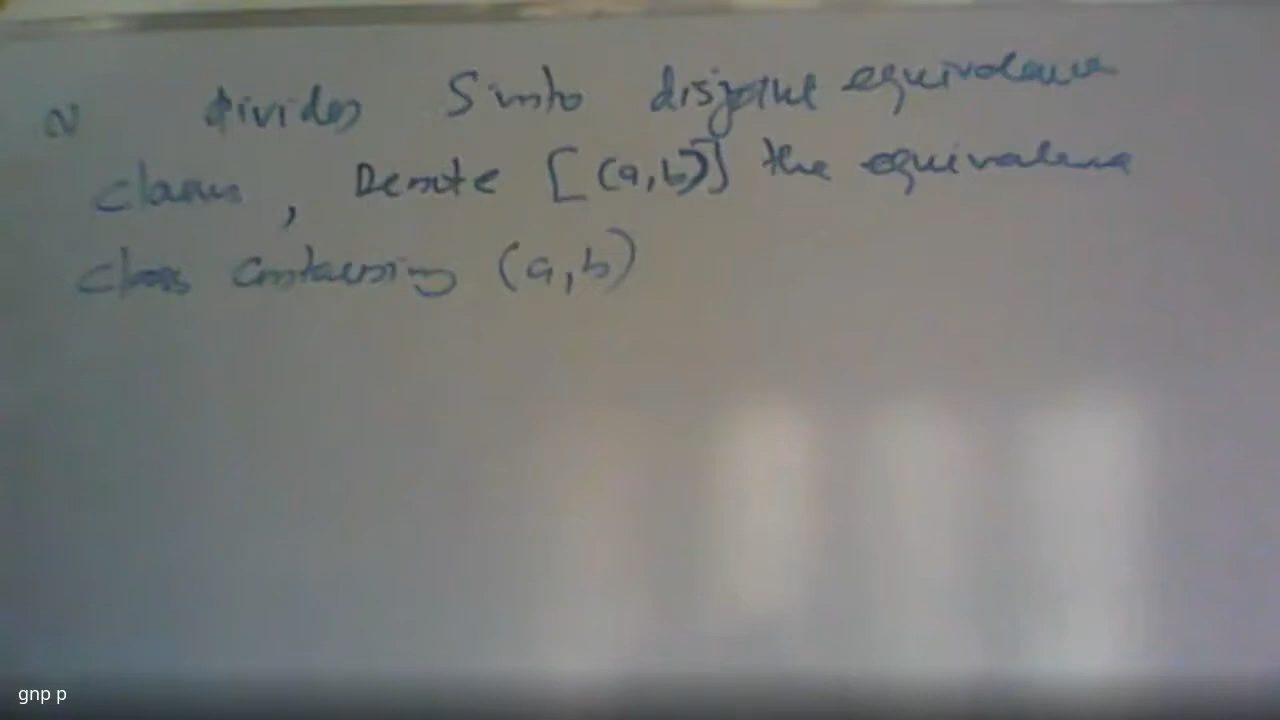 ~ divides S into disjoint equivalence
classes, Denote [(a,b)] the equivalence
class containing (a,b)
gnp p